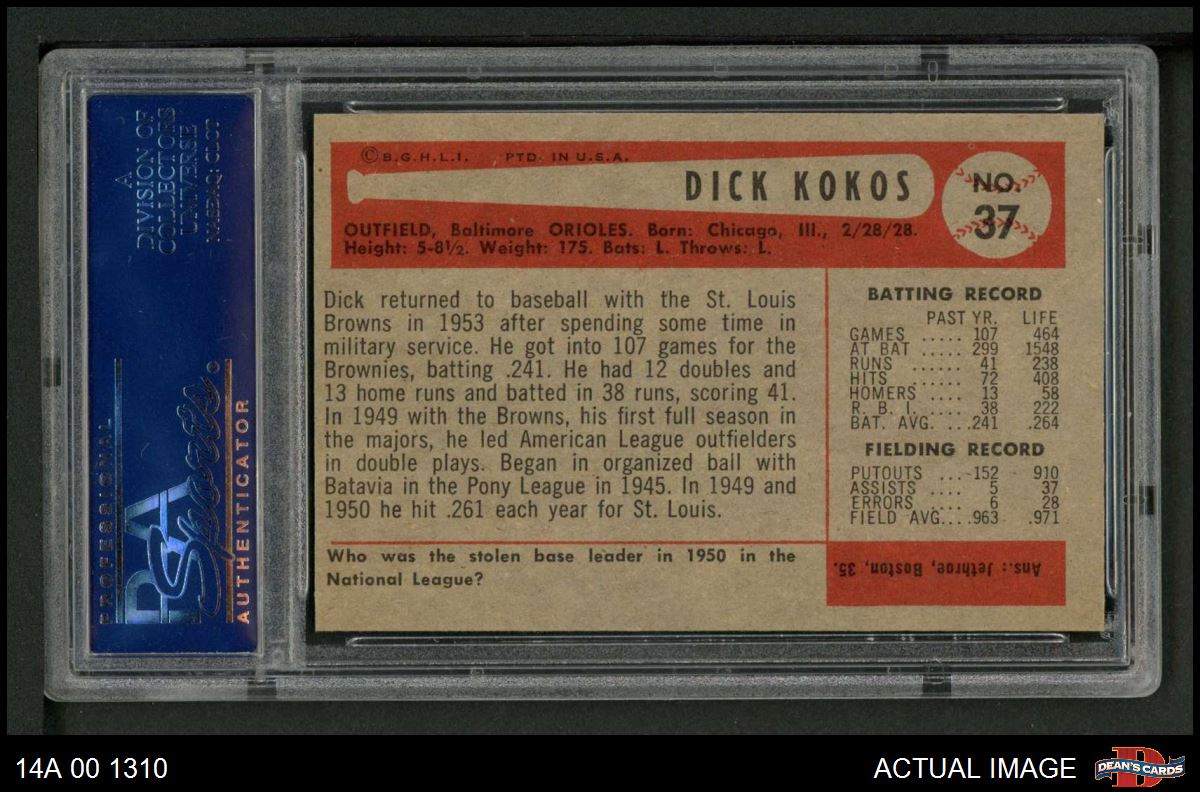 A
DIVISION OF
COLLECTORS
UNIVERSE
NASDAQ: CLCT
PROFESSIONAL
PSA
Sports
AUTHENTICATOR
© B.G.H.L.I. PTD. IN U.S.A.
DICK KOKOS
NO.
37
OUTFIELD, Baltimore ORIOLES. Born: Chicago, Ill., 2/28/28.
Height: 5-8½. Weight: 175. Bats: L. Throws: L.
Dick returned to baseball with the St. Louis
Browns in 1953 after spending some time in
military service. He got into 107 games for the
Brownies, batting .241. He had 12 doubles and
13 home runs and batted in 38 runs, scoring 41.
In 1949 with the Browns, his first full season in
the majors, he led American League outfielders
in double plays. Began in organized ball with
Batavia in the Pony League in 1945. In 1949 and
1950 he hit .261 each year for St. Louis.
Who was the stolen base leader in 1950 in the
National League?
BATTING RECORD
PAST YR. LIFE
GAMES ..... 107 464
AT BAT ..... 299 1548
RUNS ...... 41 238
HITS ...... 72 408
HOMERS .... 13 58
R. B. I. .... 38 222
BAT. AVG. ...241 .264
FIELDING RECORD
PUTOUTS ...152 910
ASSISTS .... 5 37
ERRORS .... 6 28
FIELD AVG....963 .971
Ans.: Jethroe, Boston, 35.
14A 00 1310
ACTUAL IMAGE
DEAN'S CARDS